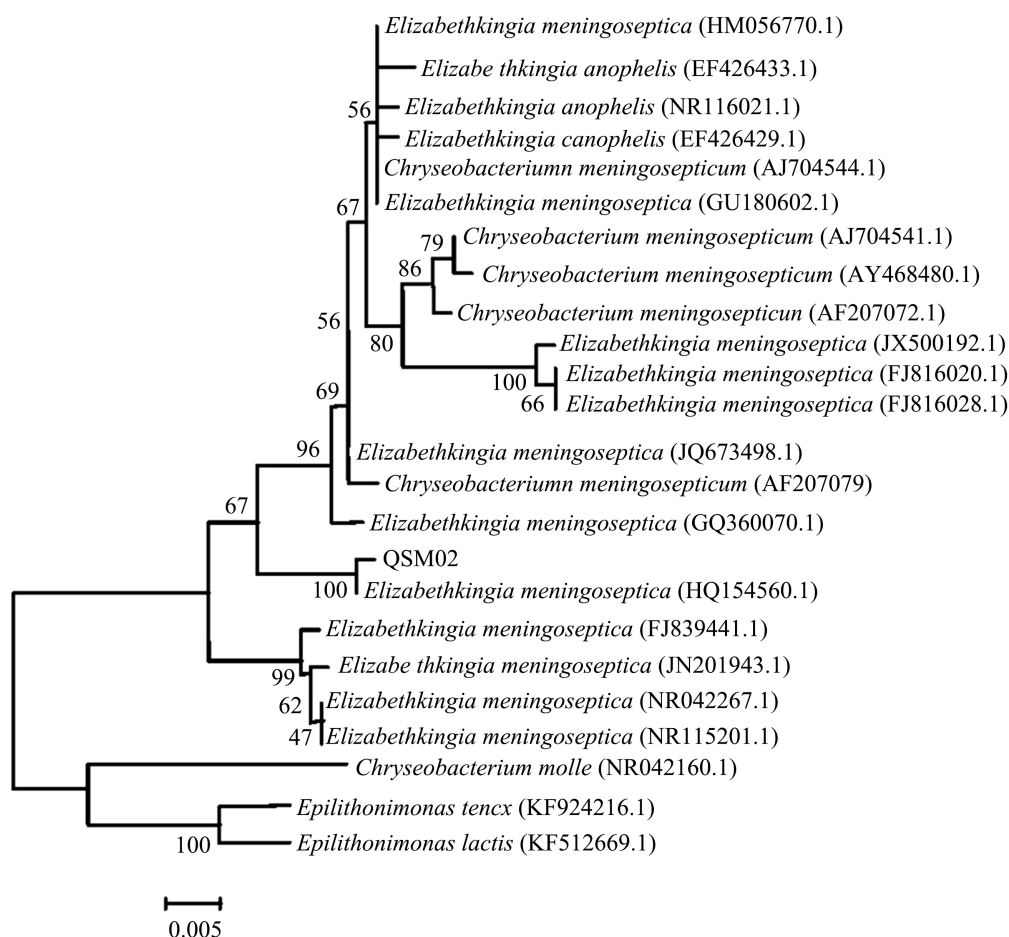 Elizabethkingia meningoseptica (HM056770.1)
Elizabe thkingia anophelis (EF426433.1)
Elizabethkingia anophelis (NR116021.1)
56
Elizabethkingia canophelis (EF426429.1)
Chryseobacteriumn meningosepticum (AJ704544.1)
Elizabethkingia meningoseptica (GU180602.1)
67
Chryseobacterium meningosepticum (AJ704541.1)
79
Chryseobacterium meningosepticum (AY468480.1)
86
Chryseobacterium meningosepticun (AF207072.1)
56
80
Elizabethkingia meningoseptica (JX500192.1)
Elizabethkingia meningoseptica (FJ816020.1)
100
Elizabethkingia meningoseptica (FJ816028.1)
66
69
Elizabethkingia meningoseptica (JQ673498.1)
96
Chryseobacteriumn meningosepticum (AF207079)
67
Elizabethkingia meningoseptica (GQ360070.1)
QSM02
100
Elizabethkingia meningoseptica (HQ154560.1)
Elizabethkingia meningoseptica (FJ839441.1)
Elizabe thkingia meningoseptica (JN201943.1)
99
Elizabethkingia meningoseptica (NR042267.1)
62
Elizabethkingia meningoseptica (NR115201.1)
47
Chryseobacterium molle (NR042160.1)
Epilithonimonas tencx (KF924216.1)
Epilithonimonas lactis (KF512669.1)
100
0.005